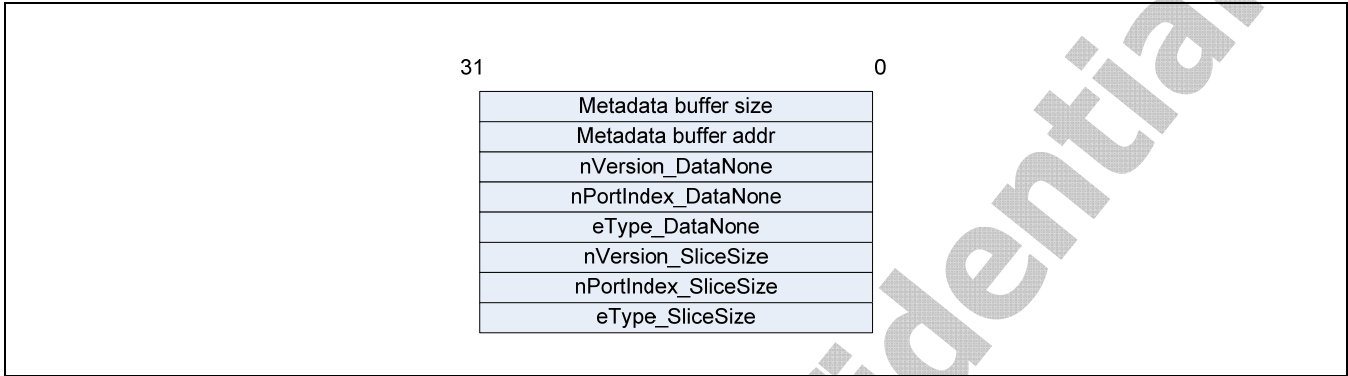 31 0
Metadata buffer size
Metadata buffer addr
nVersion_DataNone
nPortIndex_DataNone
eType_DataNone
nVersion_SliceSize
nPortIndex_SliceSize
eType_SliceSize